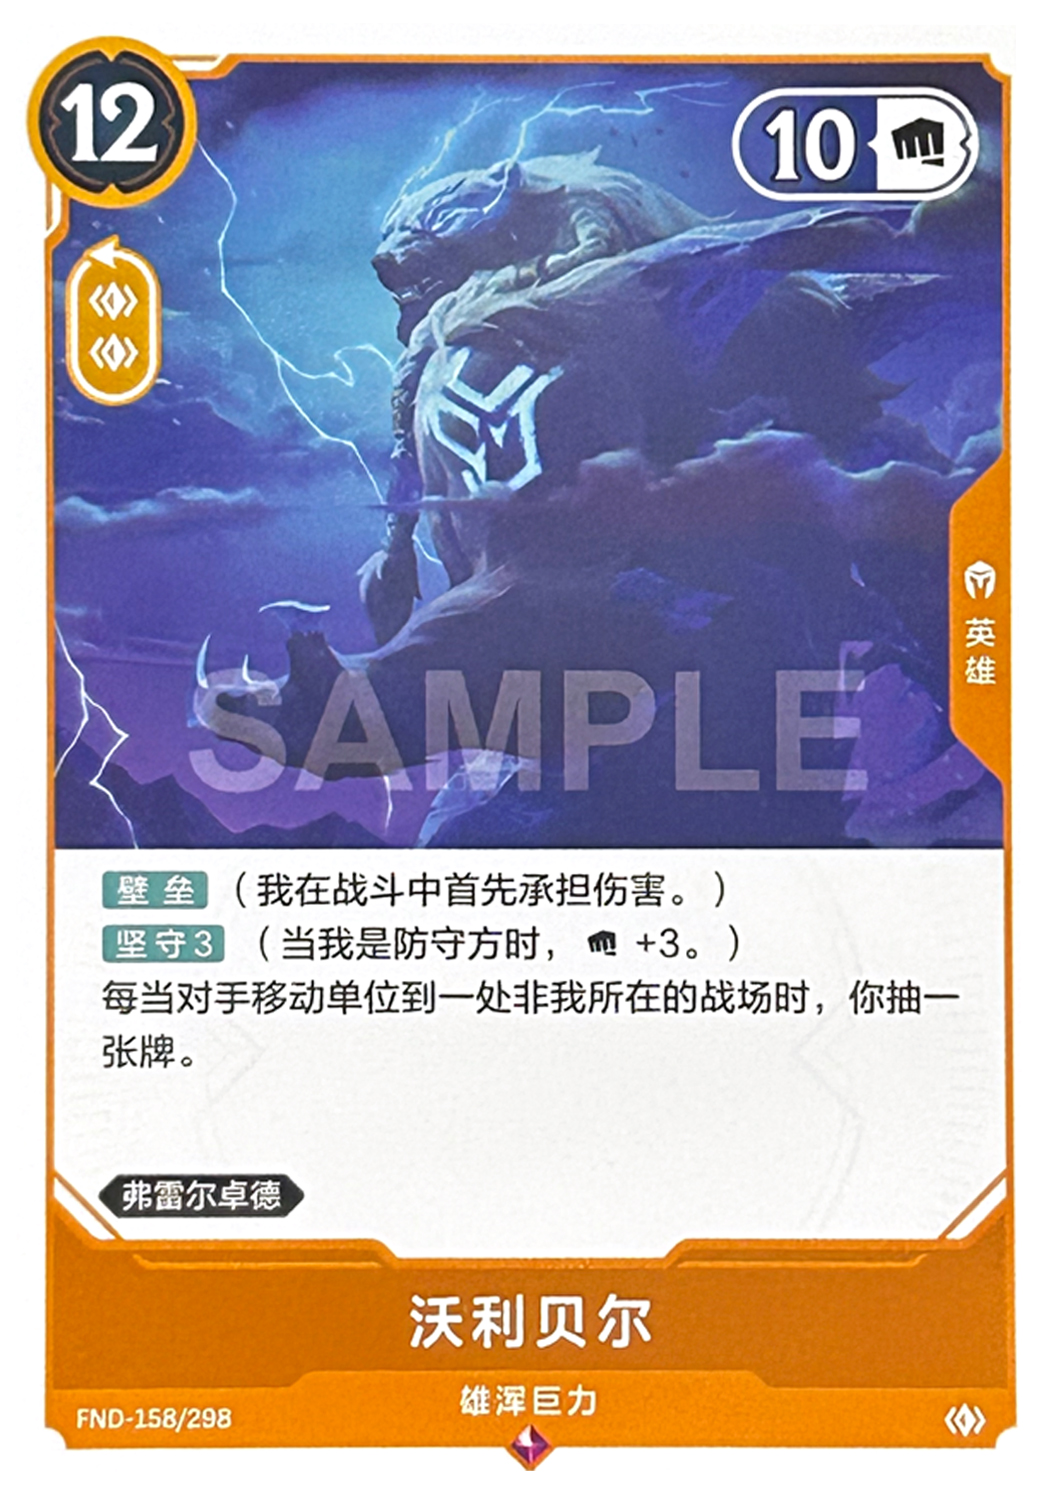 12
10
英雄
SAMPLE
壁垒（我在战斗中首先承担伤害。）
坚守3（当我是防守方时， +3。）
每当对手移动单位到一处非我所在的战场时，你抽一
张牌。
弗雷尔卓德
沃利贝尔
雄浑巨力
FND-158/298